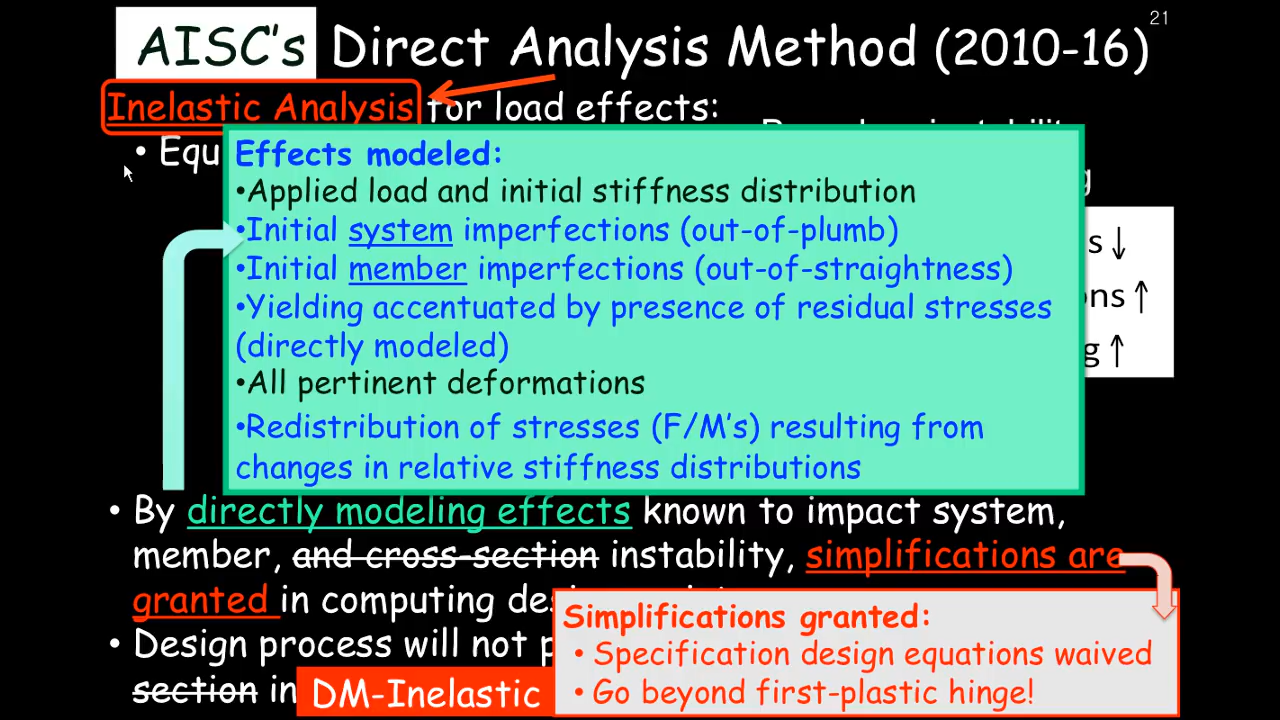 21
AISC's Direct Analysis Method (2010-16)
Inelastic Analysis for load effects:
Effects modeled:
•Applied load and initial stiffness distribution
•Initial system imperfections (out-of-plumb)
•Initial member imperfections (out-of-straightness)
•Yielding accentuated by presence of residual stresses
(directly modeled)
•All pertinent deformations
•Redistribution of stresses (F/M's) resulting from
changes in relative stiffness distributions
s ↓
ons ↑
g ↑
• By directly modeling effects known to impact system,
member, and cross-section instability, simplifications are
granted in computing
• Design process will not
section in
DM-Inelastic
Simplifications granted:
• Specification design equations waived
• Go beyond first-plastic hinge!